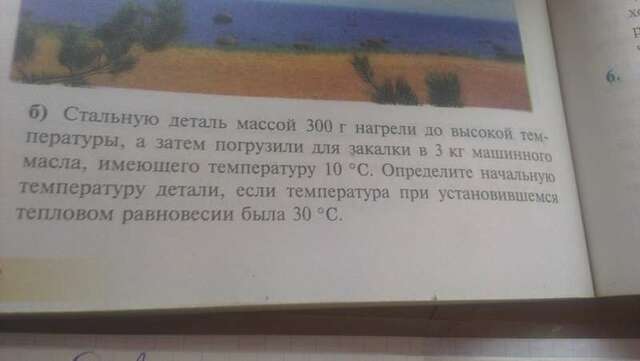 б) Стальную деталь массой 300 г нагрели до высокой тем-
пературы, а затем погрузили для закалки в 3 кг машинного
масла, имеющего температуру 10 °С. Определите начальную
температуру детали, если температура при установившемся
тепловом равновесии была 30 °С.
6.